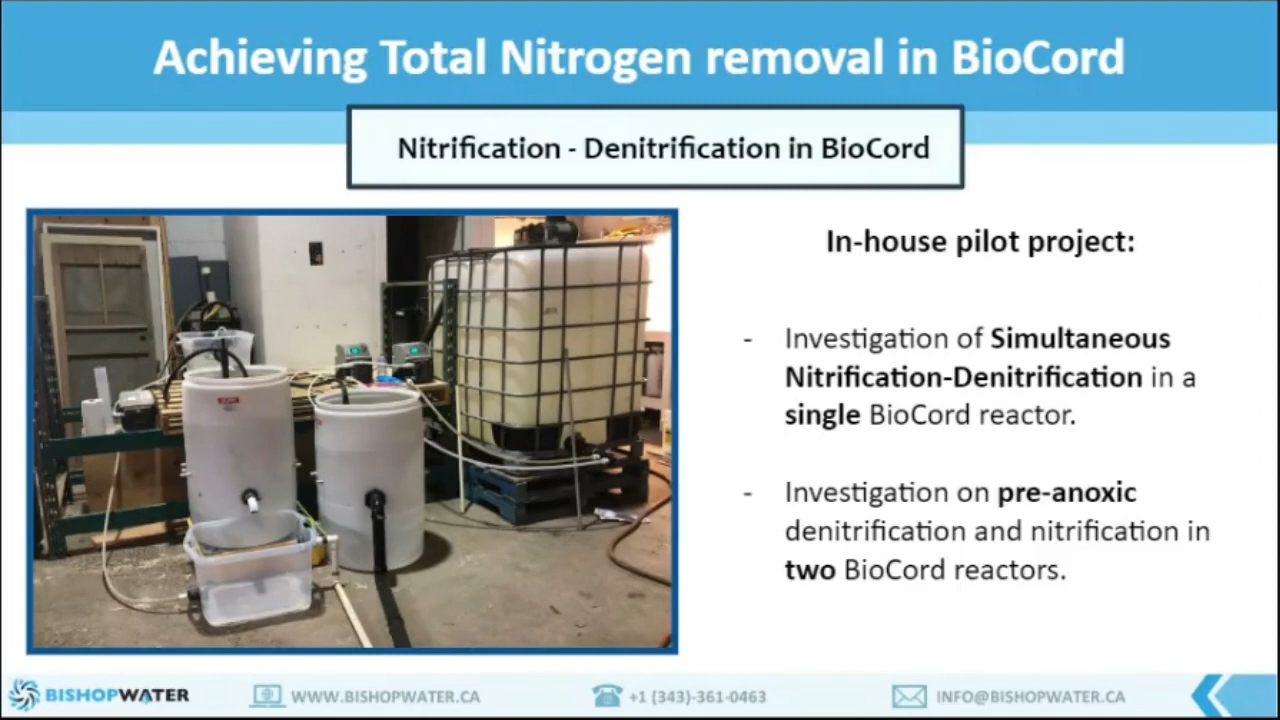 Achieving Total Nitrogen removal in BioCord
Nitrification - Denitrification in BioCord
In-house pilot project:
- Investigation of Simultaneous
Nitrification-Denitrification in a
single BioCord reactor.
- Investigation on pre-anoxic
denitrification and nitrification in
two BioCord reactors.
BISHOPWATER
WWW.BISHOPWATER.CA
+1 (343)-361-0463
INFO@BISHOPWATER.CA